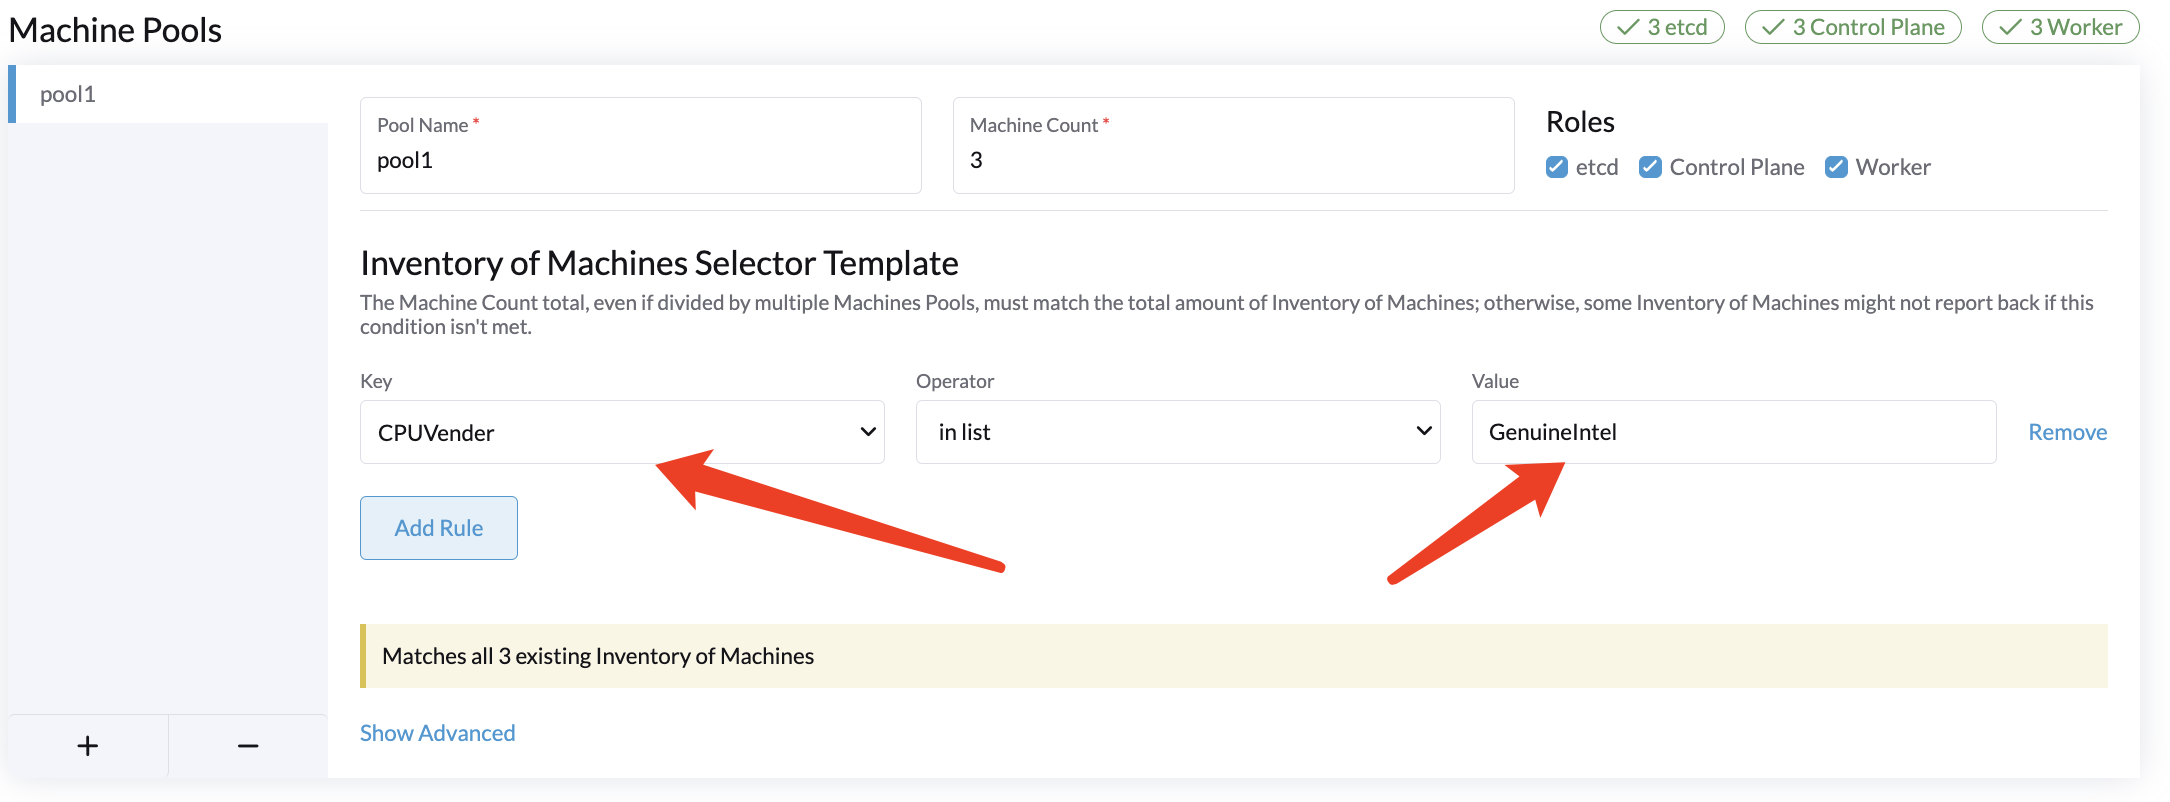 Machine Pools
3 etcd
3 Control Plane
3 Worker
pool1
Pool Name *
pool1
Machine Count *
3
Roles
etcd
Control Plane
Worker
Inventory of Machines Selector Template
The Machine Count total, even if divided by multiple Machines Pools, must match the total amount of Inventory of Machines; otherwise, some Inventory of Machines might not report back if this
condition isn't met.
Key
Operator
Value
CPUVender
in list
GenuineIntel
Remove
Add Rule
Matches all 3 existing Inventory of Machines
Show Advanced